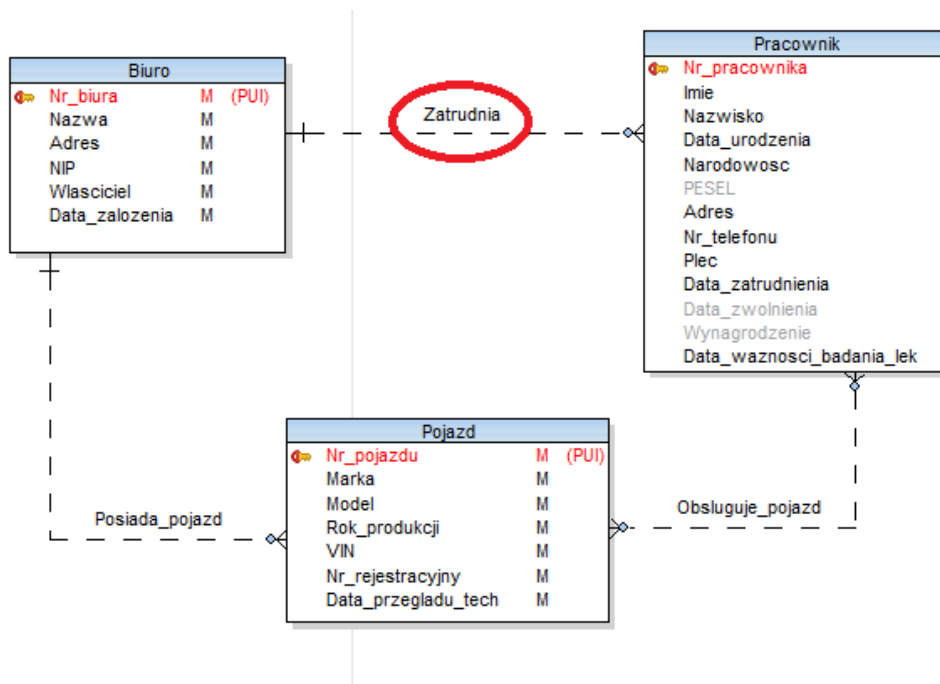 Biuro
Nr_biura M (PUI)
Nazwa M
Adres M
NIP M
Wlasciciel M
Data_zalozenia M
Zatrudnia
Pracownik
Nr_pracownika
Imie
Nazwisko
Data_urodzenia
Narodowosc
PESEL
Adres
Nr_telefonu
Plec
Data_zatrudnienia
Data_zwolnienia
Wynagrodzenie
Data_waznosci_badania_lek
Posiada_pojazd
Pojazd
Nr_pojazdu M (PUI)
Marka M
Model M
Rok_produkcji M
VIN M
Nr_rejestracyjny M
Data_przegladu_tech M
Obsluguje_pojazd